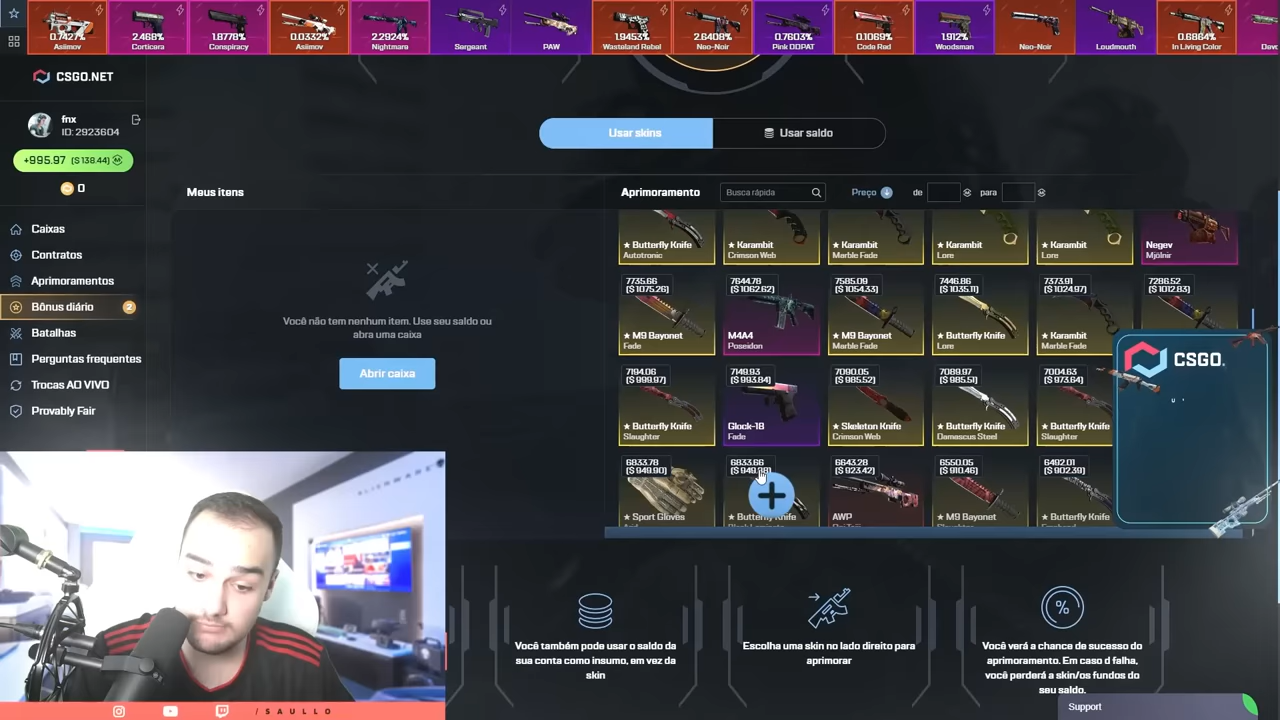 0.7427%
Asiimov
2.468%
Corticera
1.8778%
Conspiracy
0.0332%
Asiimov
2.2924%
Nightmare
Sergeant
PAW
1.9453%
Wasteland Rebel
2.6408%
Neo-Noir
0.7603%
Pink DDPAT
0.1069%
Code Red
1.912%
Woodsman
Neo-Noir
Loudmouth
0.6864%
In Living Color
CSGO.NET
fnx
ID: 2923604
+995.97 ($ 138.44)
0
Caixas
Contratos
Aprimoramentos
Bônus diário 2
Batalhas
Perguntas frequentes
Trocas AO VIVO
Provably Fair
Usar skins
Usar saldo
Meus itens
Você não tem nenhum item. Use seu saldo ou
abra uma caixa
Abrir caixa
Aprimoramento
Busca rápida
Preço
de
para
★ Butterfly Knife
Autotronic
★ Karambit
Crimson Web
★ Karambit
Marble Fade
★ Karambit
Lore
★ Karambit
Lore
Negev
Mjölnir
7735.66
($ 1075.26)
★ M9 Bayonet
Fade
7644.78
($ 1062.62)
M4A4
Poseidon
7585.09
($ 1054.33)
★ M9 Bayonet
Marble Fade
7446.86
($ 1035.11)
★ Butterfly Knife
Lore
7373.91
($ 1024.97)
★ Karambit
Marble Fade
7286.52
($ 1012.83)
7194.06
($ 999.97)
★ Butterfly Knife
Slaughter
7149.93
($ 993.84)
Glock-18
Fade
7090.05
($ 985.52)
★ Skeleton Knife
Crimson Web
7089.97
($ 985.51)
★ Butterfly Knife
Damascus Steel
7004.63
($ 973.64)
★ Butterfly Knife
Slaughter
6833.78
($ 949.90)
★ Sport Gloves
6833.66
★ Butterfly Knife
6643.28
($ 923.42)
AWP
6550.05
($ 910.46)
★ M9 Bayonet
6492.01
($ 902.39)
★ Butterfly Knife
CSGO.
Você também pode usar o saldo da
sua conta como insumo, em vez da
skin
Escolha uma skin no lado direito para
aprimorar
%
Você verá a chance de sucesso do
aprimoramento. Em caso d falha,
você perderá a skin/os fundos do
seu saldo.
Support
ALIENWARE
/SAULLO